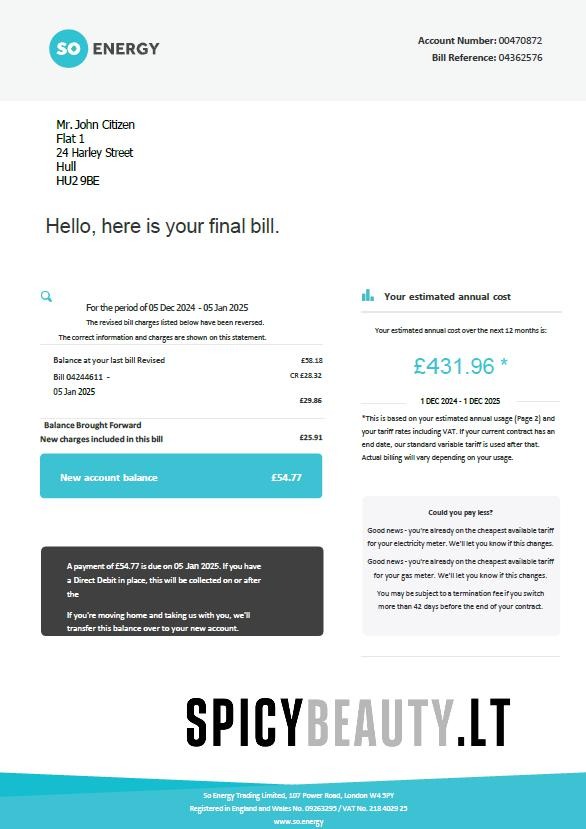 SO ENERGY
Account Number: 00470872
Bill Reference: 04362576
Mr. John Citizen
Flat 1
24 Harley Street
Hull
HU2 9BE
Hello, here is your final bill.
For the period of 05 Dec 2024 - 05 Jan 2025
The revised bill charges listed below have been reversed.
The correct information and charges are shown on this statement.
Balance at your last bill Revised £58.18
Bill 04244611 - CR £28.32
05 Jan 2025
£29.86
Balance Brought Forward
New charges included in this bill £25.91
New account balance £54.77
A payment of £54.77 is due on 05 Jan 2025. If you have
a Direct Debit in place, this will be collected on or after
the
If you're moving home and taking us with you, we'll
transfer this balance over to your new account.
Your estimated annual cost
Your estimated annual cost over the next 12 months is:
£431.96 *
1 DEC 2024 - 1 DEC 2025
*This is based on your estimated annual usage (Page 2) and
your tariff rates including VAT. If your current contract has an
end date, our standard variable tariff is used after that.
Actual billing will vary depending on your usage.
Could you pay less?
Good news - you're already on the cheapest available tariff
for your electricity meter. We'll let you know if this changes.
Good news - you're already on the cheapest available tariff
for your gas meter. We'll let you know if this changes.
You may be subject to a termination fee if you switch
more than 42 days before the end of your contract.
SPICYBEAUTY.LT
So Energy Trading Limited, 107 Power Road, London W4 5PY
Registered in England and Wales No. 09263295 / VAT No. 218 4029 25
www.so.energy